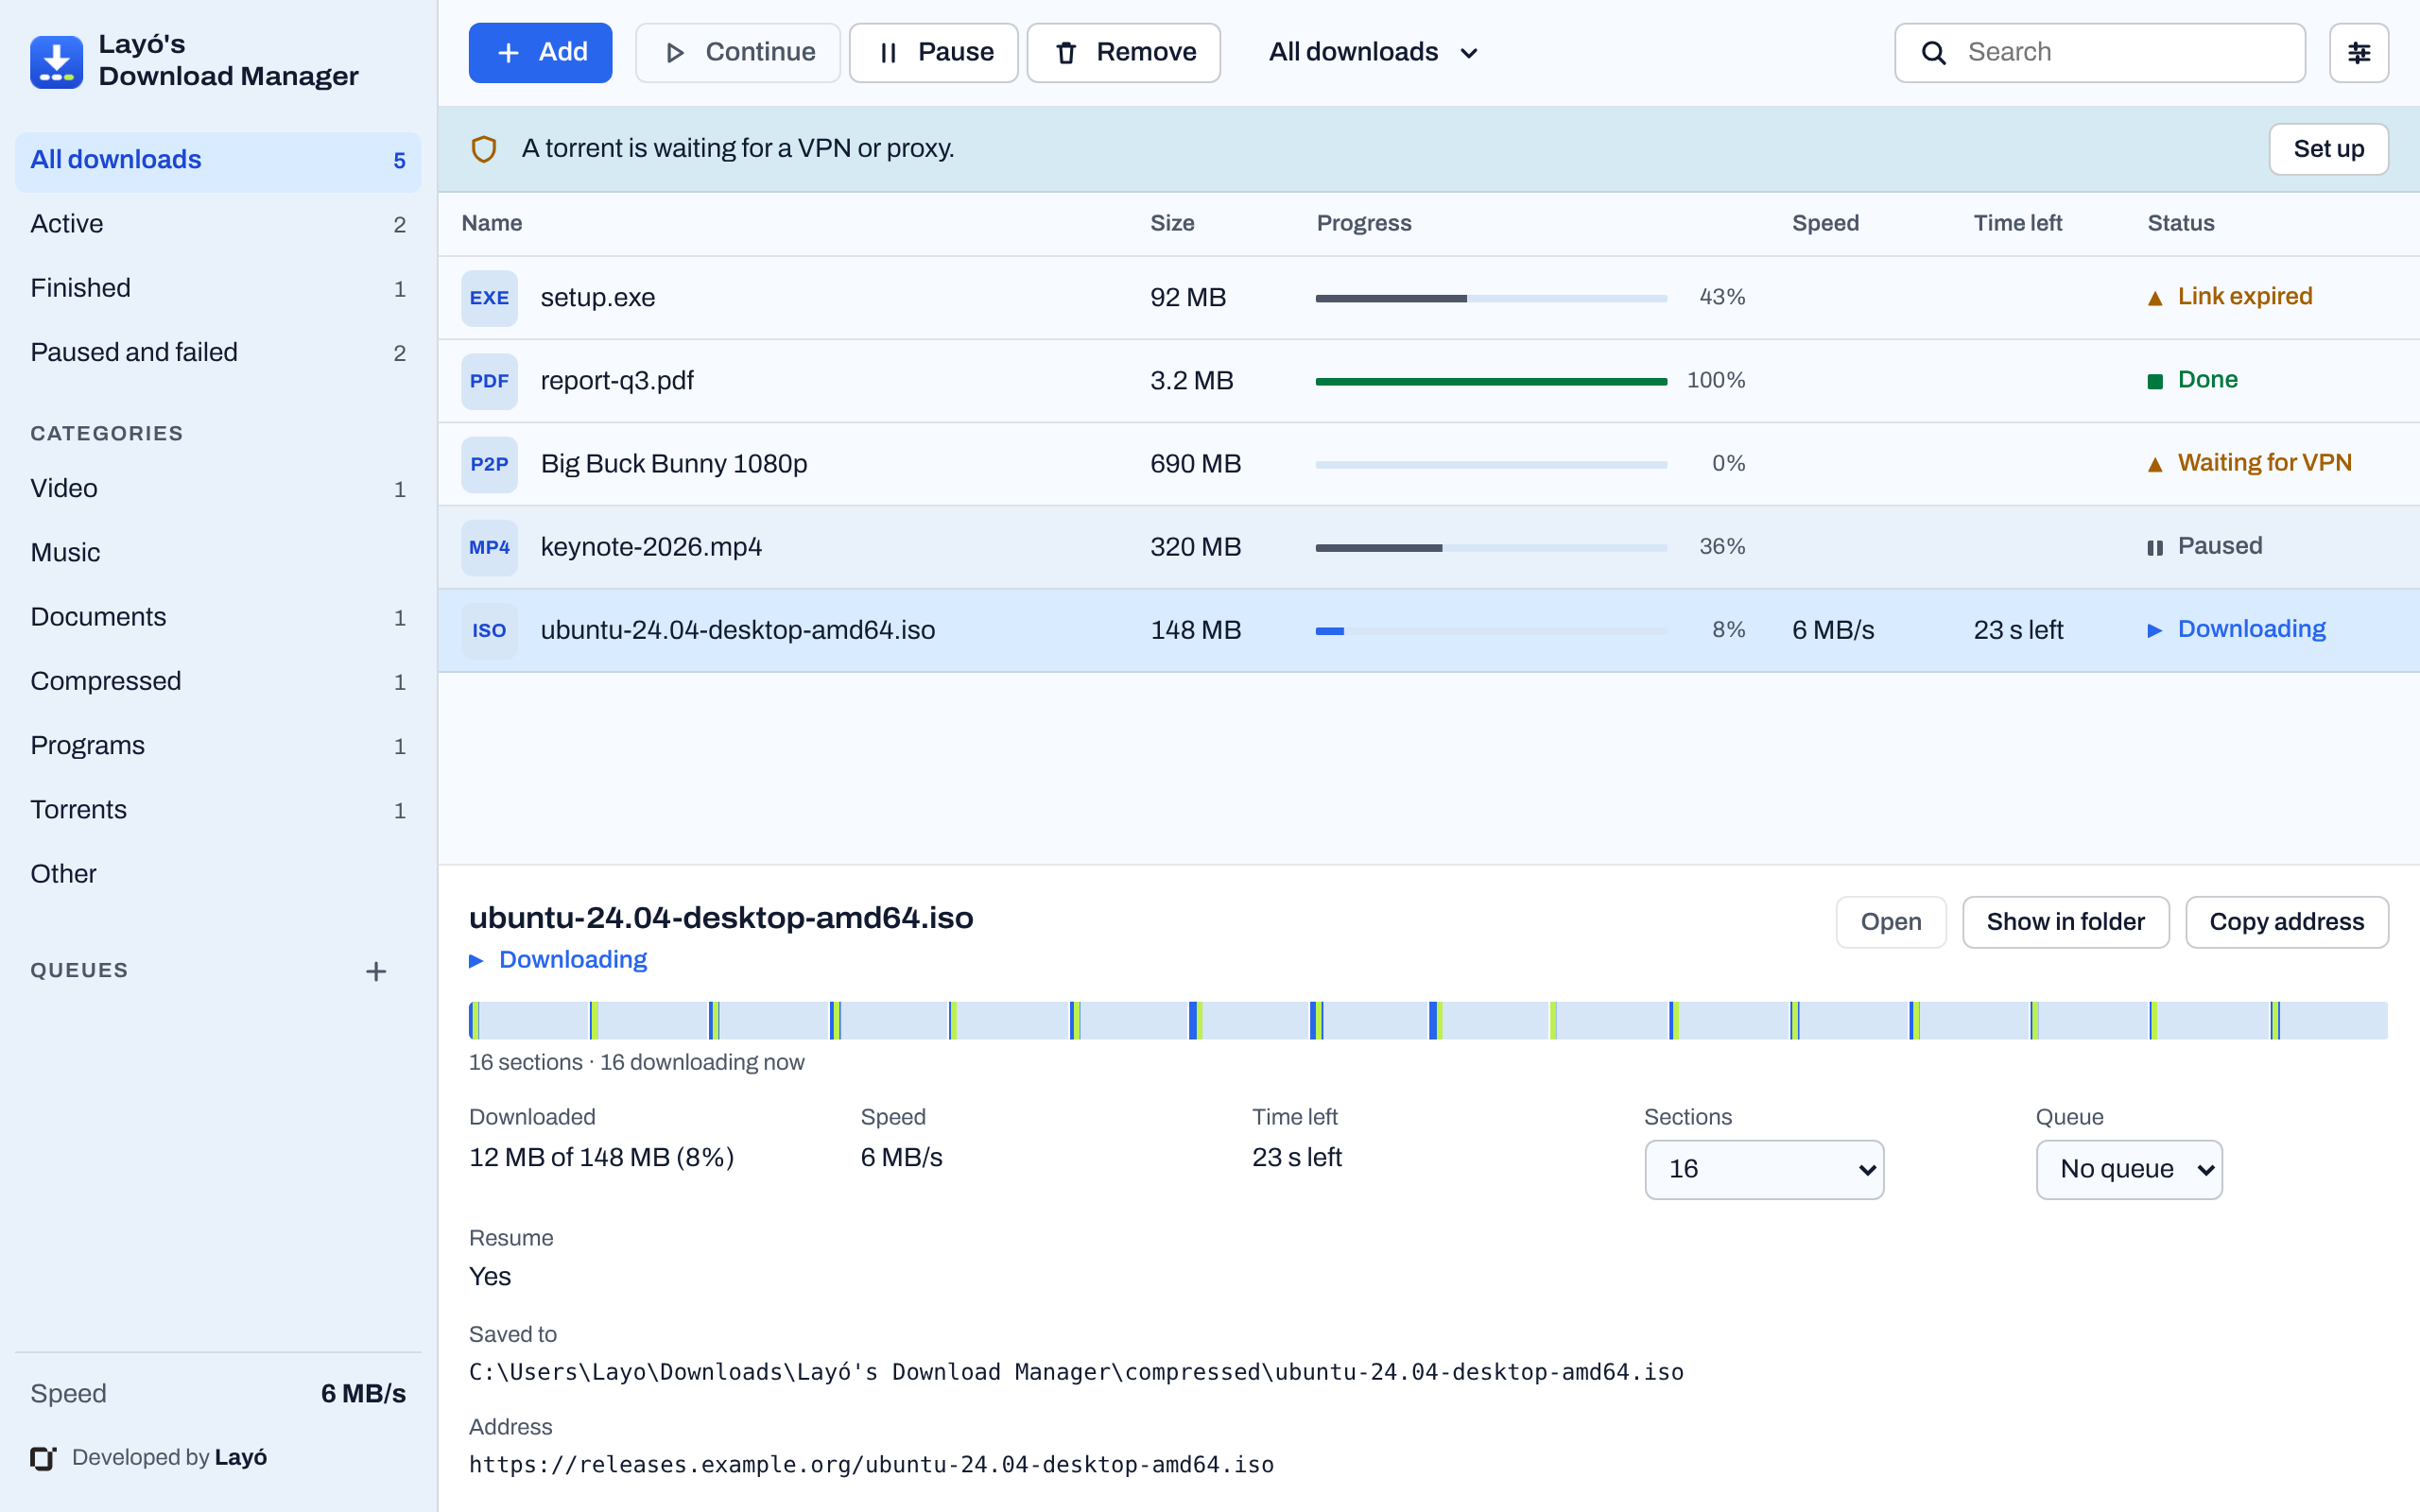 Layó's
Download Manager
All downloads 5
Active 2
Finished 1
Paused and failed 2
CATEGORIES
Video 1
Music
Documents 1
Compressed 1
Programs 1
Torrents 1
Other
QUEUES
Speed 6 MB/s
Developed by Layó
Add Continue Pause Remove All downloads Search
A torrent is waiting for a VPN or proxy. Set up
Name Size Progress Speed Time left Status
EXE setup.exe 92 MB 43% Link expired
PDF report-q3.pdf 3.2 MB 100% Done
P2P Big Buck Bunny 1080p 690 MB 0% Waiting for VPN
MP4 keynote-2026.mp4 320 MB 36% Paused
ISO ubuntu-24.04-desktop-amd64.iso 148 MB 8% 6 MB/s 23 s left Downloading
ubuntu-24.04-desktop-amd64.iso Open Show in folder Copy address
Downloading
16 sections · 16 downloading now
Downloaded Speed Time left Sections Queue
12 MB of 148 MB (8%) 6 MB/s 23 s left 16 No queue
Resume
Yes
Saved to
C:\Users\Layo\Downloads\Layó's Download Manager\compressed\ubuntu-24.04-desktop-amd64.iso
Address
https://releases.example.org/ubuntu-24.04-desktop-amd64.iso